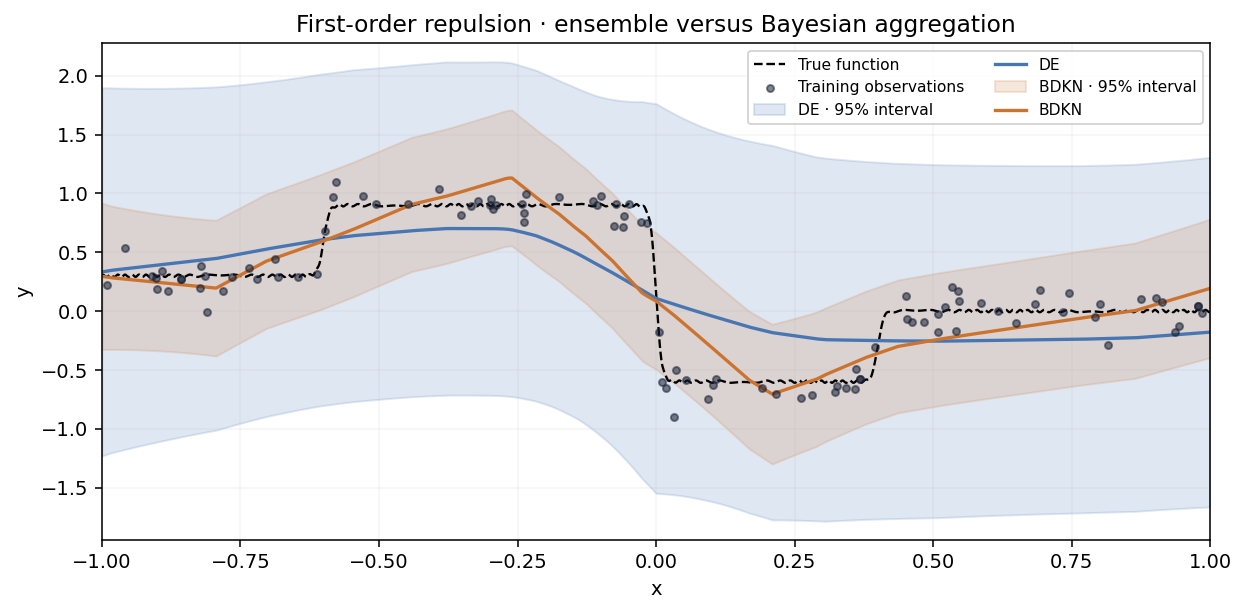 First-order repulsion · ensemble versus Bayesian aggregation
True function
Training observations
DE · 95% interval
DE
BDKN · 95% interval
BDKN
y
2.0
1.5
1.0
0.5
0.0
−0.5
−1.0
−1.5
−1.00 −0.75 −0.50 −0.25 0.00 0.25 0.50 0.75 1.00
x